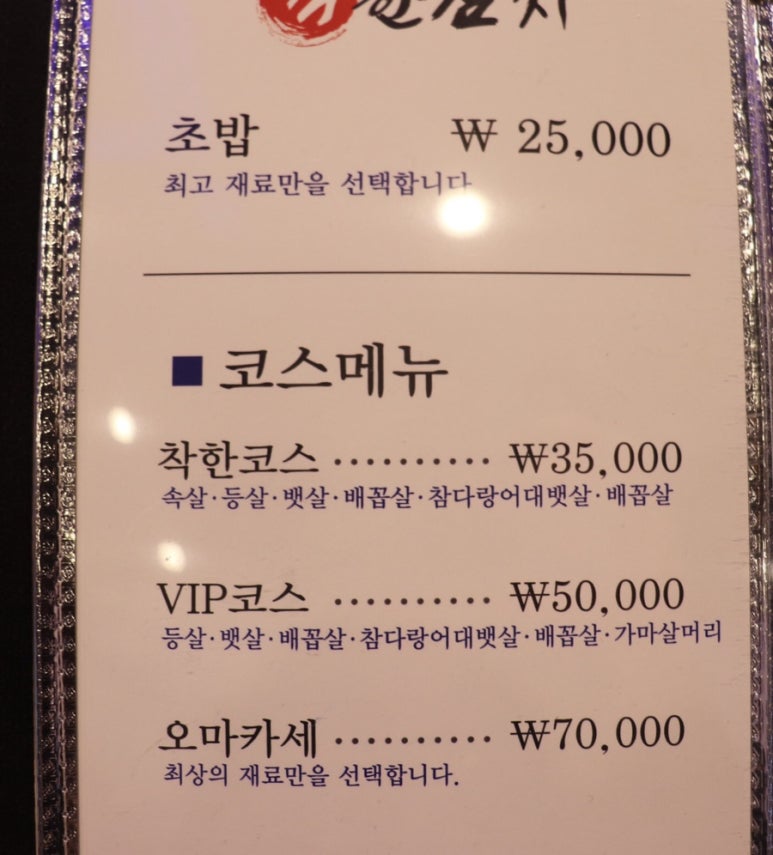 초밥 ₩ 25,000
최고 재료만을 선택합니다
■ 코스메뉴
착한코스 ·········· ₩35,000
속살·등살·뱃살·배꼽살·참다랑어대뱃살·배꼽살
VIP코스 ·········· ₩50,000
등살·뱃살·배꼽살·참다랑어대뱃살·배꼽살·가마살머리
오마카세 ·········· ₩70,000
최상의 재료만을 선택합니다.